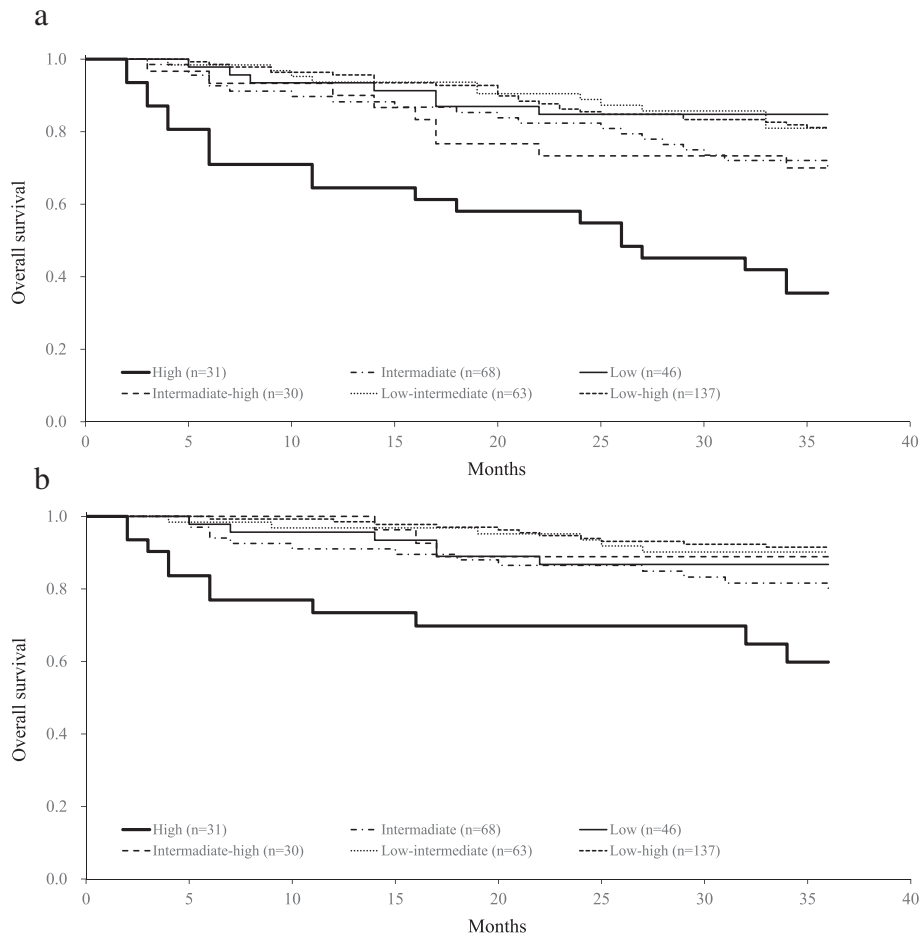 a
1.0
0.8
0.6
0.4
0.2
0.0
Overall survival
High (n=31) Intermadiate (n=68) Low (n=46)
Intermadiate-high (n=30) Low-intermediate (n=63) Low-high (n=137)
0 5 10 15 20 25 30 35 40
Months
b
1.0
0.8
0.6
0.4
0.2
0.0
Overall survival
High (n=31) Intermadiate (n=68) Low (n=46)
Intermadiate-high (n=30) Low-intermediate (n=63) Low-high (n=137)
0 5 10 15 20 25 30 35 40
Months